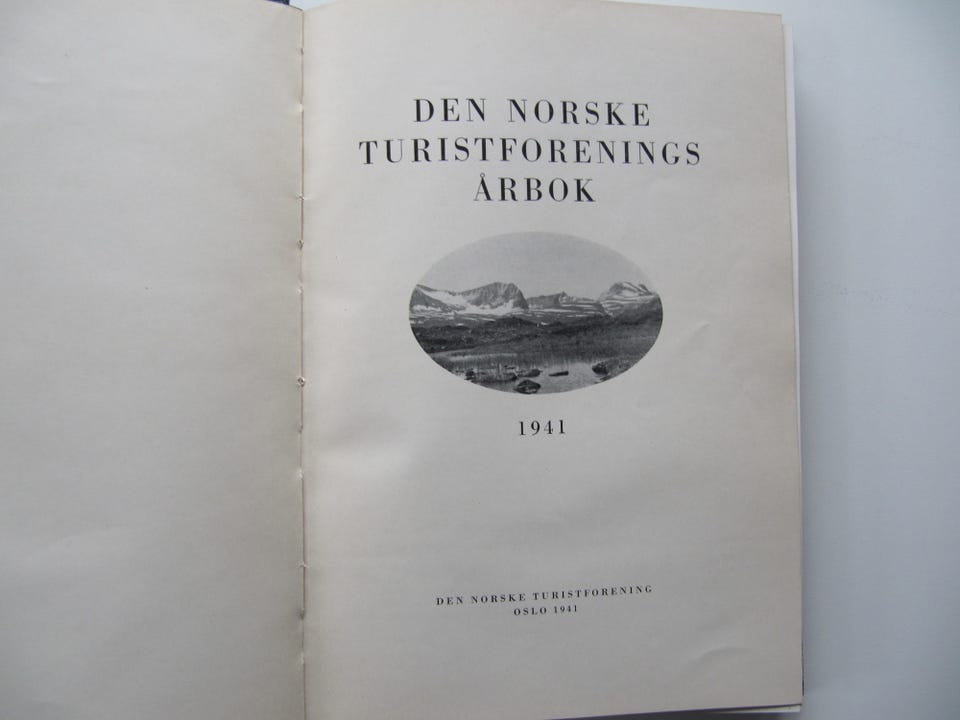 DEN NORSKE
TURISTFORENINGS
ÅRBOK
1941
DEN NORSKE TURISTFORENING
OSLO 1941